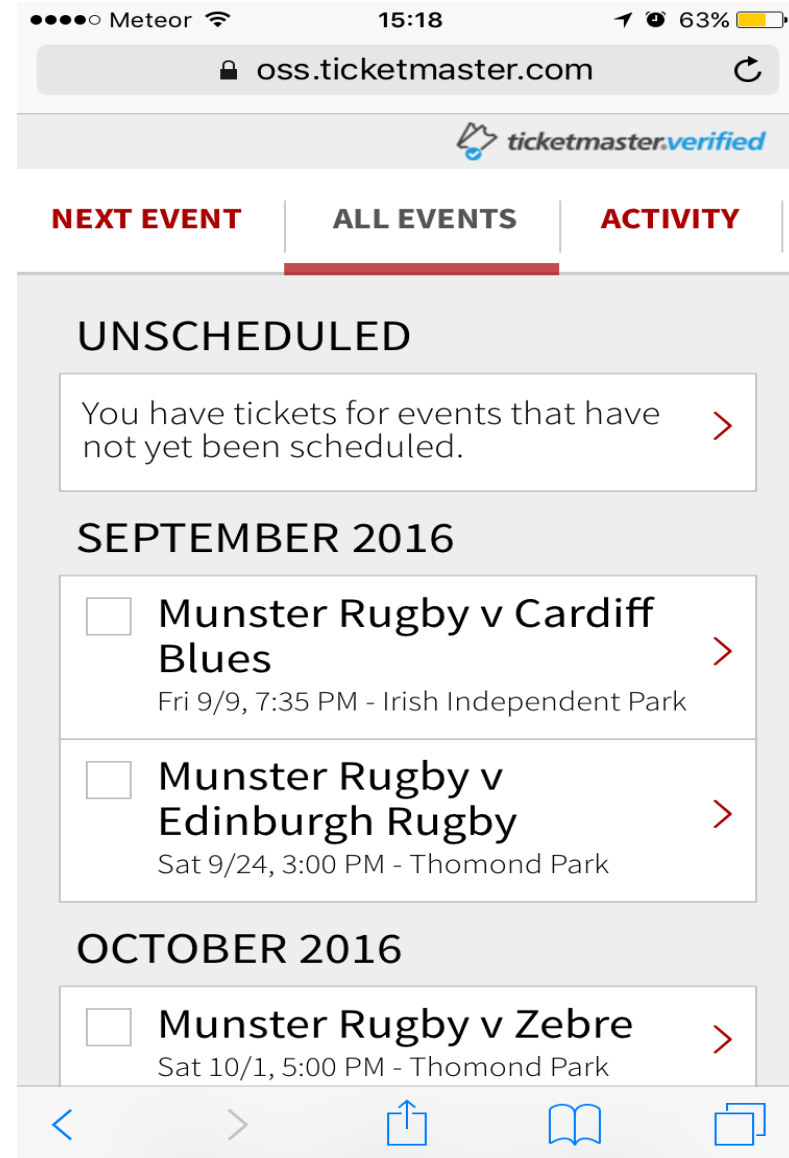 Meteor 15:18 63%
oss.ticketmaster.com
ticketmaster.verified
NEXT EVENT ALL EVENTS ACTIVITY
UNSCHEDULED
You have tickets for events that have
not yet been scheduled.
SEPTEMBER 2016
Munster Rugby v Cardiff
Blues
Fri 9/9, 7:35 PM - Irish Independent Park
Munster Rugby v
Edinburgh Rugby
Sat 9/24, 3:00 PM - Thomond Park
OCTOBER 2016
Munster Rugby v Zebre
Sat 10/1, 5:00 PM - Thomond Park